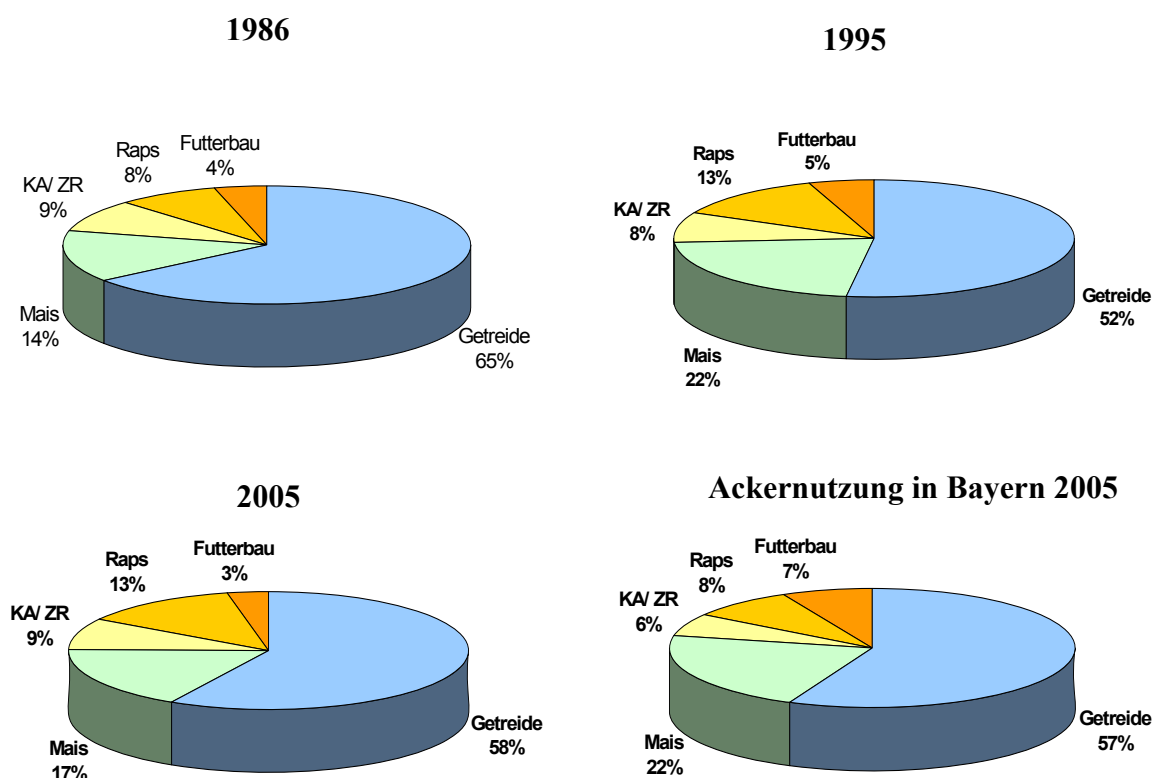 1986
Futterbau
4%
Raps
8%
KA/ ZR
9%
Mais
14%
Getreide
65%
1995
Futterbau
5%
Raps
13%
KA/ ZR
8%
Mais
22%
Getreide
52%
2005
Futterbau
3%
Raps
13%
KA/ ZR
9%
Mais
17%
Getreide
58%
Ackernutzung in Bayern 2005
Futterbau
7%
Raps
8%
KA/ ZR
6%
Mais
22%
Getreide
57%